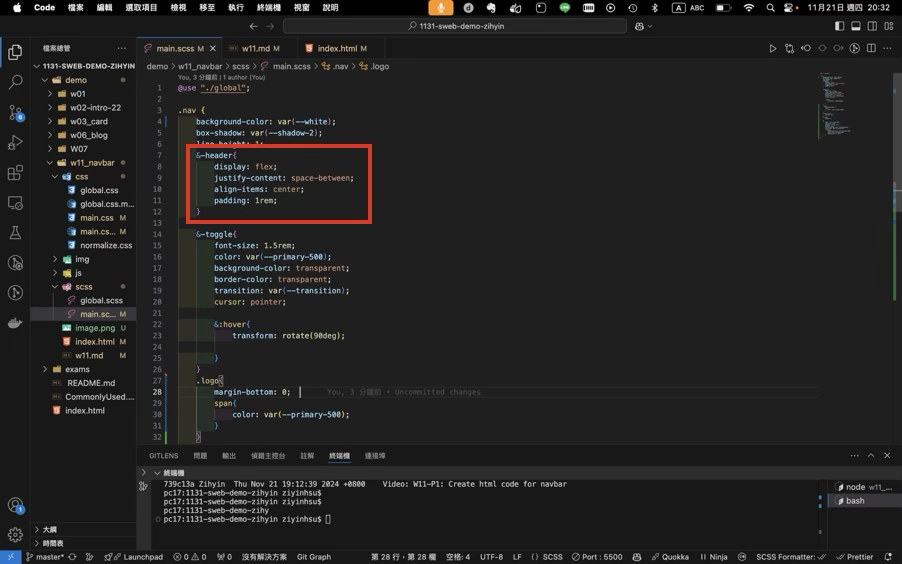 Code 檔案 編輯 選取項目 檢視 前往 執行 終端機 視窗 說明 A ABC 11月21日 週四 20:32
1131-sweb-demo-zihyin
檔案總管
main.scss M
w11.md M
index.html M
demo > w11_navbar > scss > main.scss > .nav > .logo
1131-SWEB-DEMO-ZIHYIN
demo
w01
w02-intro-22
w03_card
w06_blog
W07
w11_navbar
css
global.css
global.css.m...
main.css M
main.cs... M
normalize.css
img
js
scss
global.scss
main.sc... M
image.png U
index.html M
w11.md M
exams
README.md
CommonlyUsed....
index.html
大綱
時間表
You, 3 分鐘前 | 1 author (You)
1 @use "./global";
2
3 .nav {
4 background-color: var(--white);
5 box-shadow: var(--shadow-2);
6 line-height: 1;
7 &-header{
8 display: flex;
9 justify-content: space-between;
10 align-items: center;
11 padding: 1rem;
12 }
13
14 &-toggle{
15 font-size: 1.5rem;
16 color: var(--primary-500);
17 background-color: transparent;
18 border-color: transparent;
19 transition: var(--transition);
20 cursor: pointer;
21
22 &:hover{
23 transform: rotate(90deg);
24
25 }
26 }
27 .logo{
28 margin-bottom: 0; You, 3 分鐘前 • Uncommitted changes
29 span{
30 color: var(--primary-500);
31 }
32 }
GITLENS 問題 輸出 偵錯主控台 註解 終端機 連接埠
終端機
739c13a Zihyin Thu Nov 21 19:12:39 2024 +0800 Video: W11-P1: Create html code for navbar
pc17:1131-sweb-demo-zihyin ziyinhsu$
pc17:1131-sweb-demo-zihyin ziyinhsu$
pc17:1131-sweb-demo-zihy
pc17:1131-sweb-demo-zihyin ziyinhsu$
node w11_...
bash
master* Launchpad 0 0 0 沒有解決方案 Git Graph 第 28 行，第 28 欄 空格: 4 UTF-8 LF {} SCSS Port : 5500 Quokka Ninja SCSS Formatter: Prettier